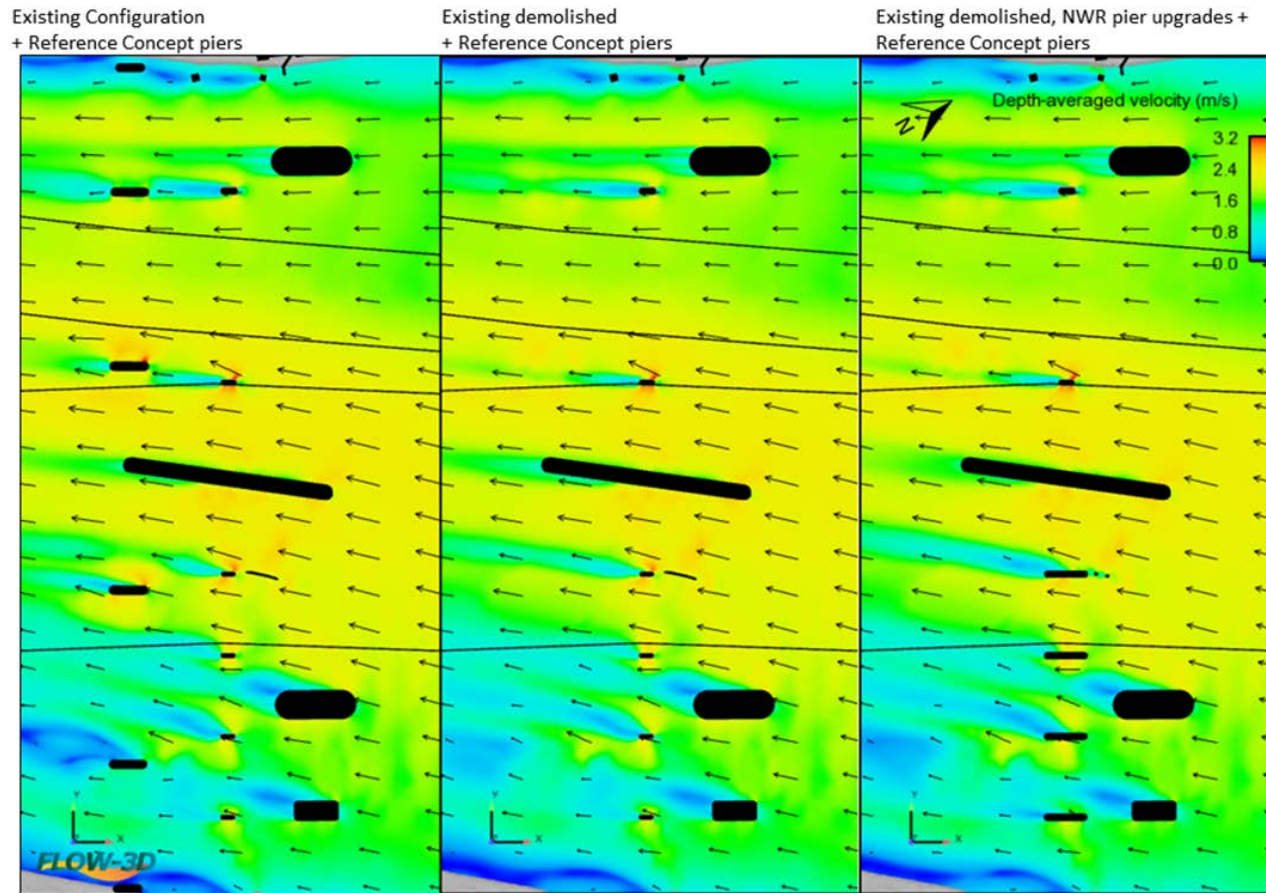 Existing Configuration
+ Reference Concept piers
Existing demolished
+ Reference Concept piers
Existing demolished, NWR pier upgrades +
Reference Concept piers
N
Depth-averaged velocity (m/s)
3.2
2.4
1.6
0.8
0.0
Y
Z
X
FLOW-3D
Y
Z
X
Y
Z
X